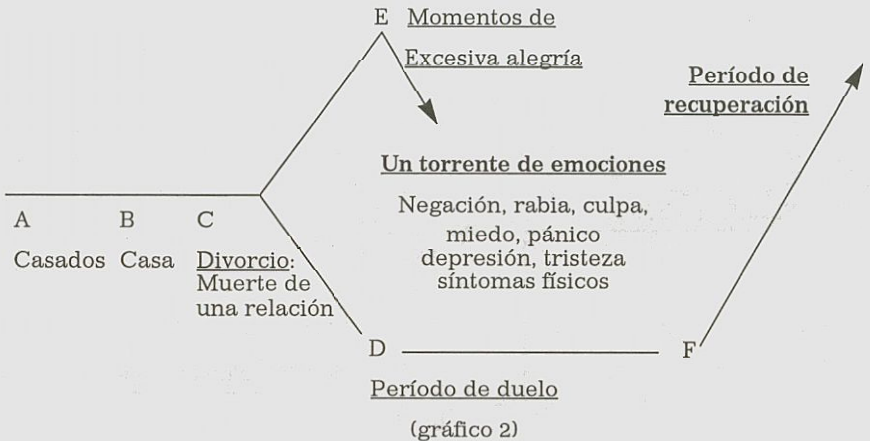 E Momentos de
Excesiva alegría
Período de
recuperación
Un torrente de emociones
Negación, rabia, culpa,
miedo, pánico
depresión, tristeza
síntomas físicos
A
B
C
Casados
Casa
Divorcio:
Muerte de
una relación
D
F
Período de duelo
(gráfico 2)